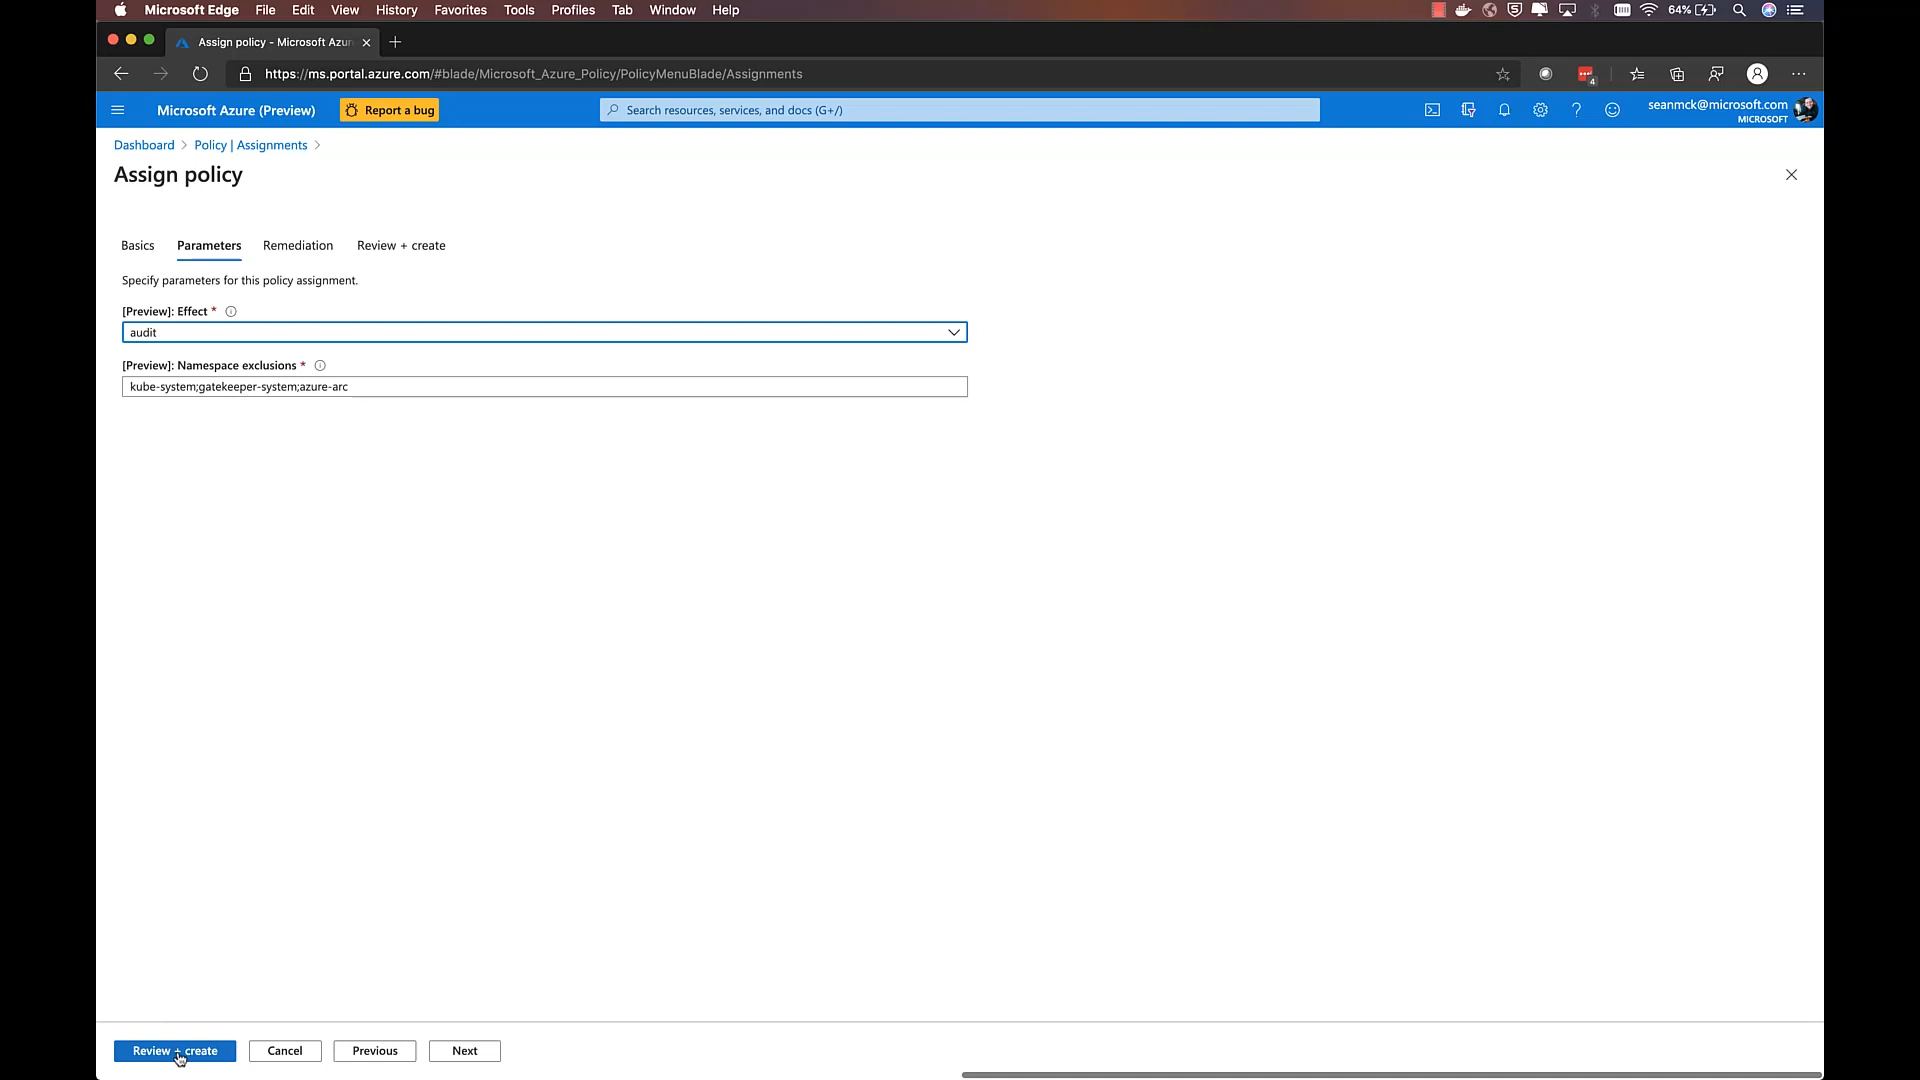 Microsoft Edge File Edit View History Favorites Tools Profiles Tab Window Help 64%
Assign policy - Microsoft Azur
https://ms.portal.azure.com/#blade/Microsoft_Azure_Policy/PolicyMenuBlade/Assignments
4
Microsoft Azure (Preview) Report a bug Search resources, services, and docs (G+/) seanmck@microsoft.com
MICROSOFT
Dashboard > Policy | Assignments >
Assign policy
Basics Parameters Remediation Review + create
Specify parameters for this policy assignment.
[Preview]: Effect *
audit
[Preview]: Namespace exclusions *
kube-system;gatekeeper-system;azure-arc
Review + create Cancel Previous Next